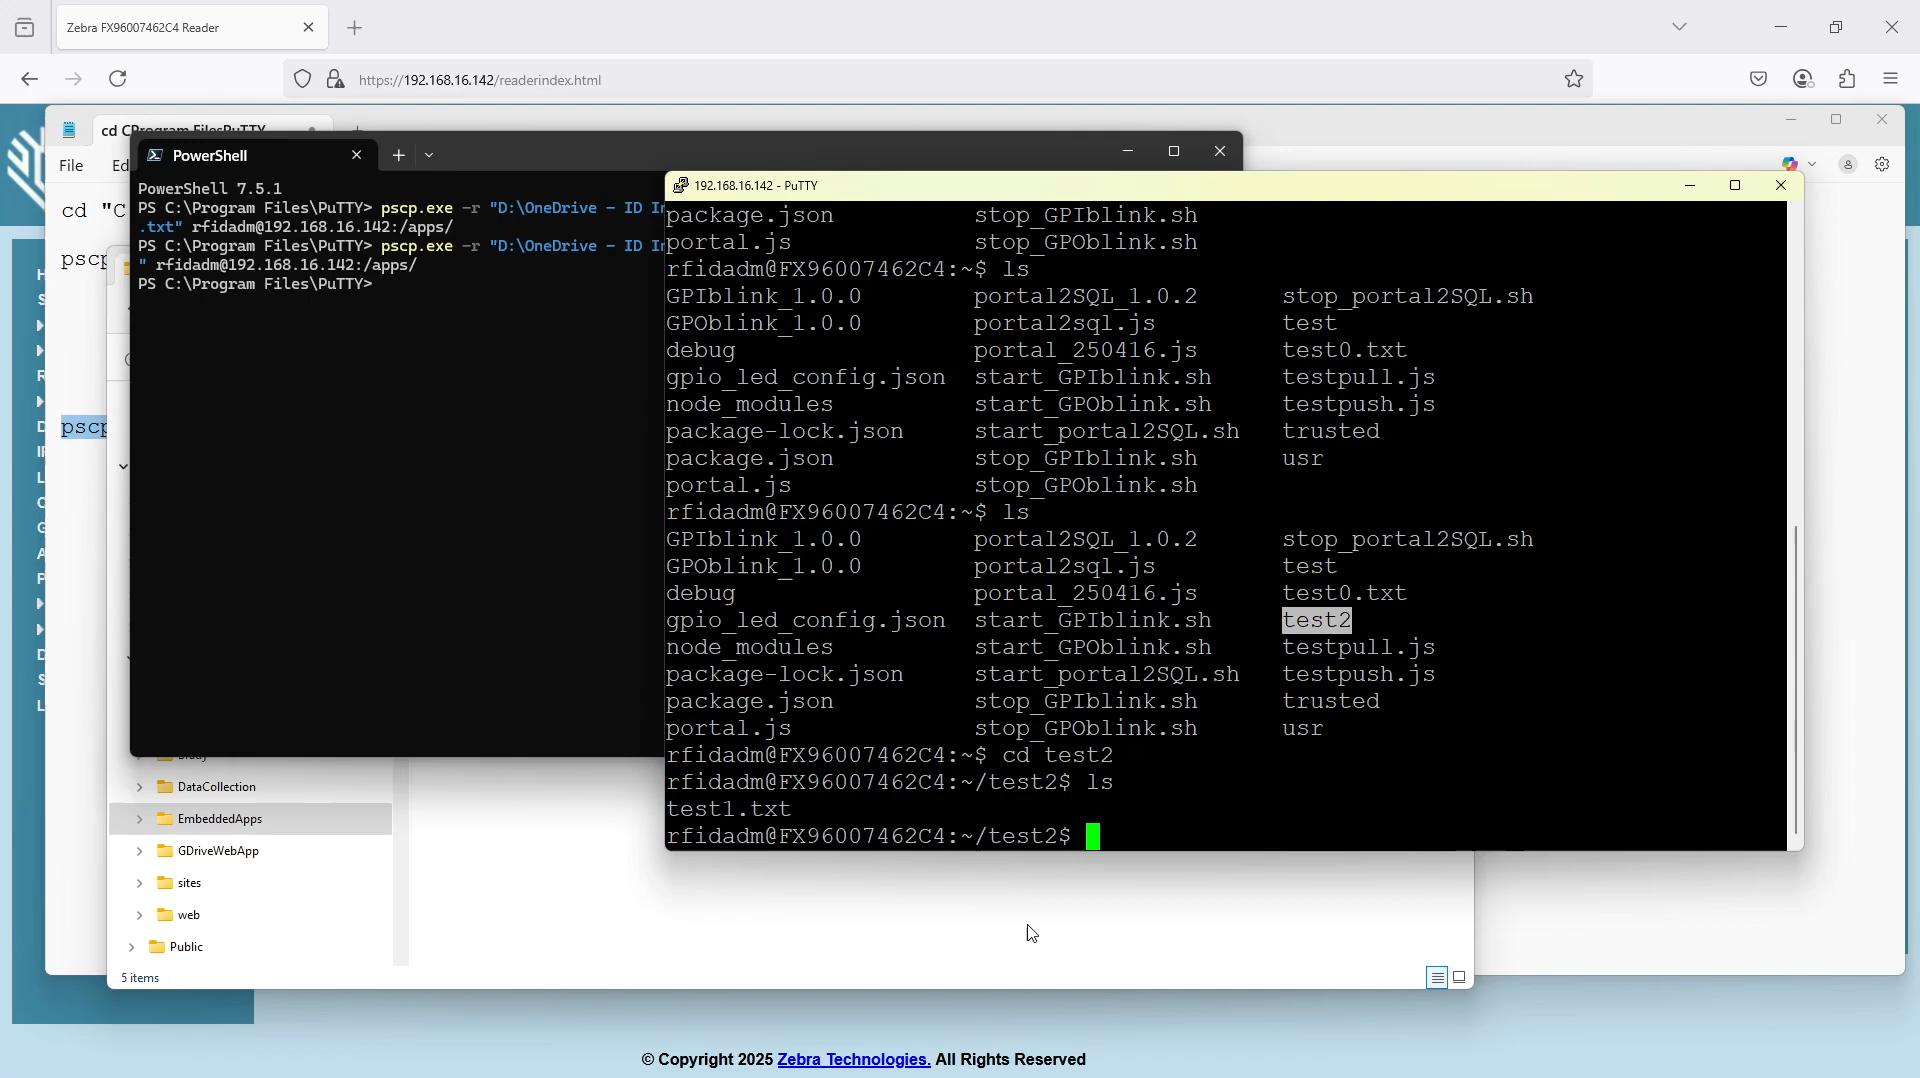 Zebra FX96007462C4 Reader
https://192.168.16.142/readerindex.html
cd CProgram FilesPuTTY
File
cd "C
pscp
pscp
PowerShell
PowerShell 7.5.1
PS C:\Program Files\PuTTY> pscp.exe -r "D:\OneDrive - ID In
.txt" rfidadm@192.168.16.142:/apps/
PS C:\Program Files\PuTTY> pscp.exe -r "D:\OneDrive - ID In
" rfidadm@192.168.16.142:/apps/
PS C:\Program Files\PuTTY>
192.168.16.142 - PuTTY
package.json stop_GPIblink.sh
portal.js stop_GPOblink.sh
rfidadm@FX96007462C4:~$ ls
GPIblink_1.0.0 portal2SQL_1.0.2 stop_portal2SQL.sh
GPOblink_1.0.0 portal2sql.js test
debug portal_250416.js test0.txt
gpio_led_config.json start_GPIblink.sh testpull.js
node_modules start_GPOblink.sh testpush.js
package-lock.json start_portal2SQL.sh trusted
package.json stop_GPIblink.sh usr
portal.js stop_GPOblink.sh
rfidadm@FX96007462C4:~$ ls
GPIblink_1.0.0 portal2SQL_1.0.2 stop_portal2SQL.sh
GPOblink_1.0.0 portal2sql.js test
debug portal_250416.js test0.txt
gpio_led_config.json start_GPIblink.sh test2
node_modules start_GPOblink.sh testpull.js
package-lock.json start_portal2SQL.sh testpush.js
package.json stop_GPIblink.sh trusted
portal.js stop_GPOblink.sh usr
rfidadm@FX96007462C4:~$ cd test2
rfidadm@FX96007462C4:~/test2$ ls
test1.txt
rfidadm@FX96007462C4:~/test2$
DataCollection
EmbeddedApps
GDriveWebApp
sites
web
Public
5 items
© Copyright 2025 Zebra Technologies. All Rights Reserved